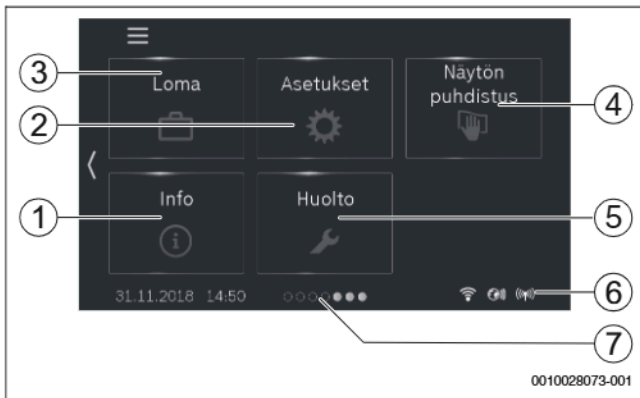 3
Loma
Asetukset
Näytön
puhdistus
4
2
Info
Huolto
1
5
31.11.2018 14:50
6
7
0010028073-001